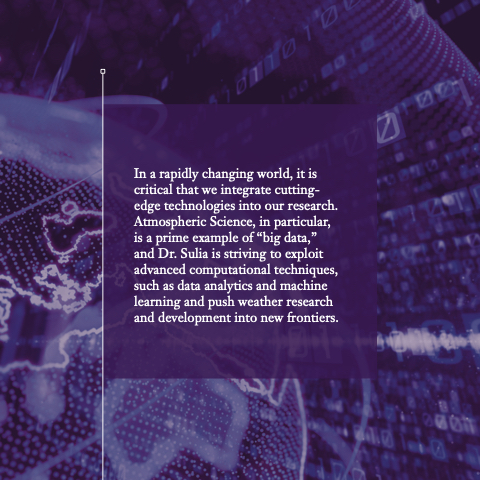 In a rapidly changing world, it is
critical that we integrate cutting-
edge technologies into our research.
Atmospheric Science, in particular,
is a prime example of “big data,”
and Dr. Sulia is striving to exploit
advanced computational techniques,
such as data analytics and machine
learning and push weather research
and development into new frontiers.